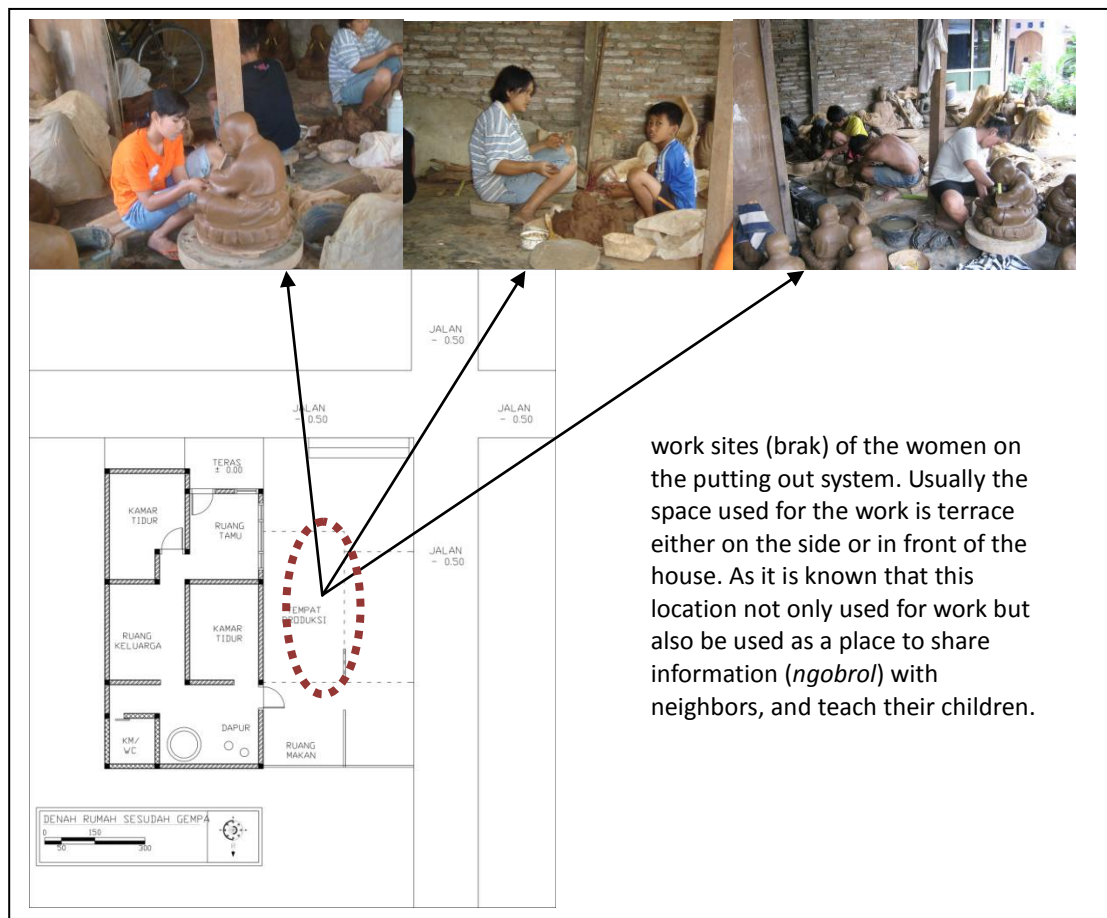 JALAN
- 0.50
JALAN
- 0.50
JALAN
- 0.50
TERAS
± 0.00
KAMAR
TIDUR
RUANG
TAMU
JALAN
- 0.50
TEMPAT
PRODUKSI
RUANG
KELUARGA
KAMAR
TIDUR
KM/
WC
DAPUR
RUANG
MAKAN
DENAH RUMAH SESUDAH GEMPA
0 150
50 300
work sites (brak) of the women on
the putting out system. Usually the
space used for the work is terrace
either on the side or in front of the
house. As it is known that this
location not only used for work but
also be used as a place to share
information (ngobrol) with
neighbors, and teach their children.